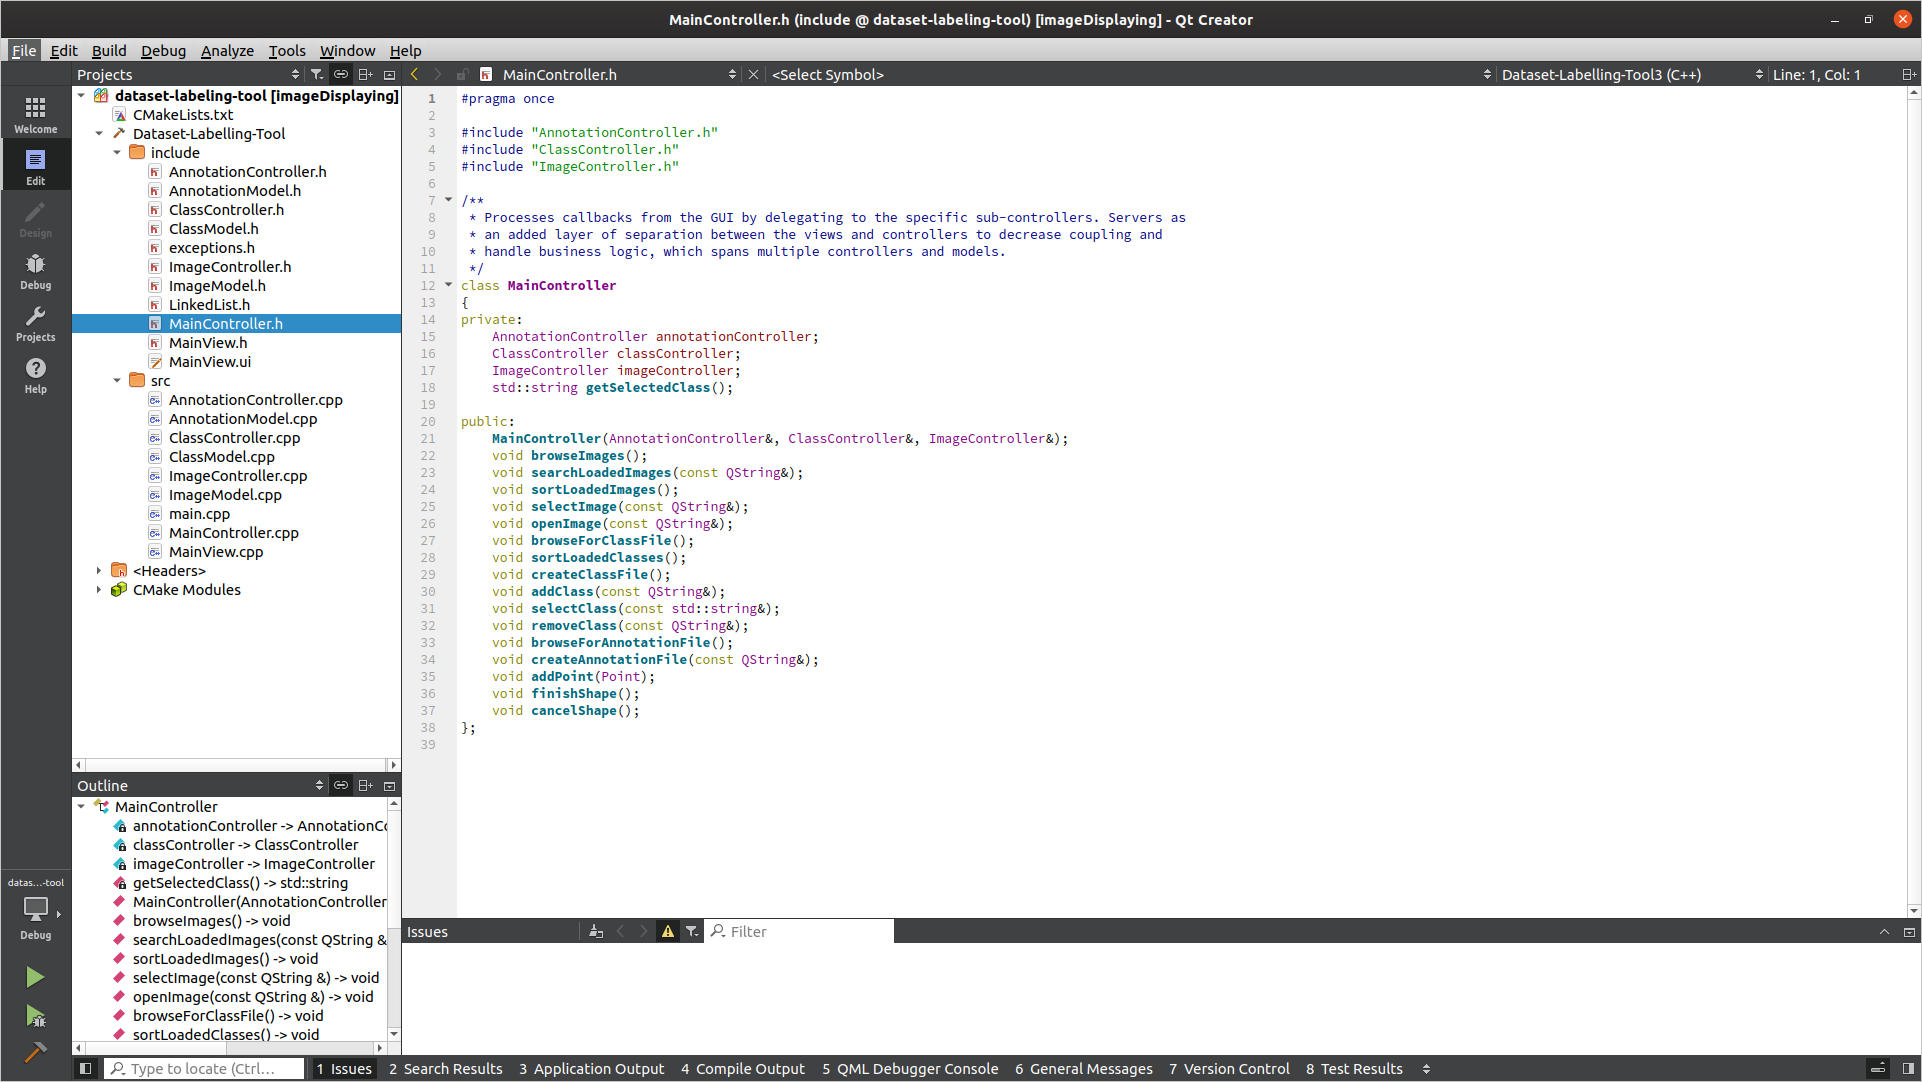 MainController.h (include @ dataset-labeling-tool) [imageDisplaying] - Qt Creator
File Edit Build Debug Analyze Tools Window Help
Projects
MainController.h
<Select Symbol>
Dataset-Labelling-Tool3 (C++)
Line: 1, Col: 1
Welcome
Edit
Design
Debug
Projects
Help
datas...-tool
Debug
dataset-labeling-tool [imageDisplaying]
CMakeLists.txt
Dataset-Labelling-Tool
include
AnnotationController.h
AnnotationModel.h
ClassController.h
ClassModel.h
exceptions.h
ImageController.h
ImageModel.h
LinkedList.h
MainController.h
MainView.h
MainView.ui
src
AnnotationController.cpp
AnnotationModel.cpp
ClassController.cpp
ClassModel.cpp
ImageController.cpp
ImageModel.cpp
main.cpp
MainController.cpp
MainView.cpp
<Headers>
CMake Modules
Outline
MainController
annotationController -> AnnotationCo
classController -> ClassController
imageController -> ImageController
getSelectedClass() -> std::string
MainController(AnnotationController
browseImages() -> void
searchLoadedImages(const QString &
sortLoadedImages() -> void
selectImage(const QString &) -> void
openImage(const QString &) -> void
browseForClassFile() -> void
sortLoadedClasses() -> void
1 #pragma once
2
3 #include "AnnotationController.h"
4 #include "ClassController.h"
5 #include "ImageController.h"
6
7 /**
8 * Processes callbacks from the GUI by delegating to the specific sub-controllers. Servers as
9 * an added layer of separation between the views and controllers to decrease coupling and
10 * handle business logic, which spans multiple controllers and models.
11 */
12 class MainController
13 {
14 private:
15 AnnotationController annotationController;
16 ClassController classController;
17 ImageController imageController;
18 std::string getSelectedClass();
19
20 public:
21 MainController(AnnotationController&, ClassController&, ImageController&);
22 void browseImages();
23 void searchLoadedImages(const QString&);
24 void sortLoadedImages();
25 void selectImage(const QString&);
26 void openImage(const QString&);
27 void browseForClassFile();
28 void sortLoadedClasses();
29 void createClassFile();
30 void addClass(const QString&);
31 void selectClass(const std::string&);
32 void removeClass(const QString&);
33 void browseForAnnotationFile();
34 void createAnnotationFile(const QString&);
35 void addPoint(Point);
36 void finishShape();
37 void cancelShape();
38 };
39
Issues
Filter
Type to locate (Ctrl...
1 Issues 2 Search Results 3 Application Output 4 Compile Output 5 QML Debugger Console 6 General Messages 7 Version Control 8 Test Results